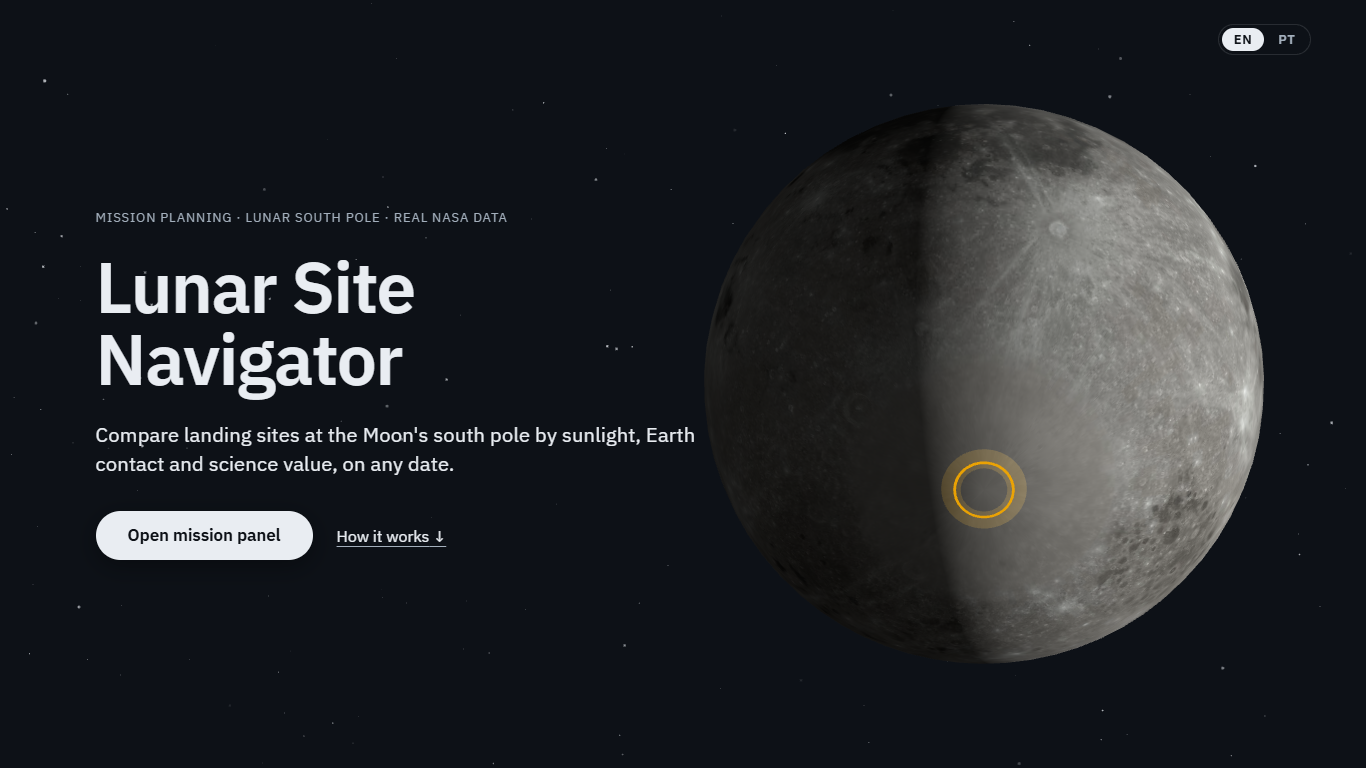 EN PT
MISSION PLANNING · LUNAR SOUTH POLE · REAL NASA DATA
Lunar Site
Navigator
Compare landing sites at the Moon's south pole by sunlight, Earth
contact and science value, on any date.
Open mission panel How it works ↓